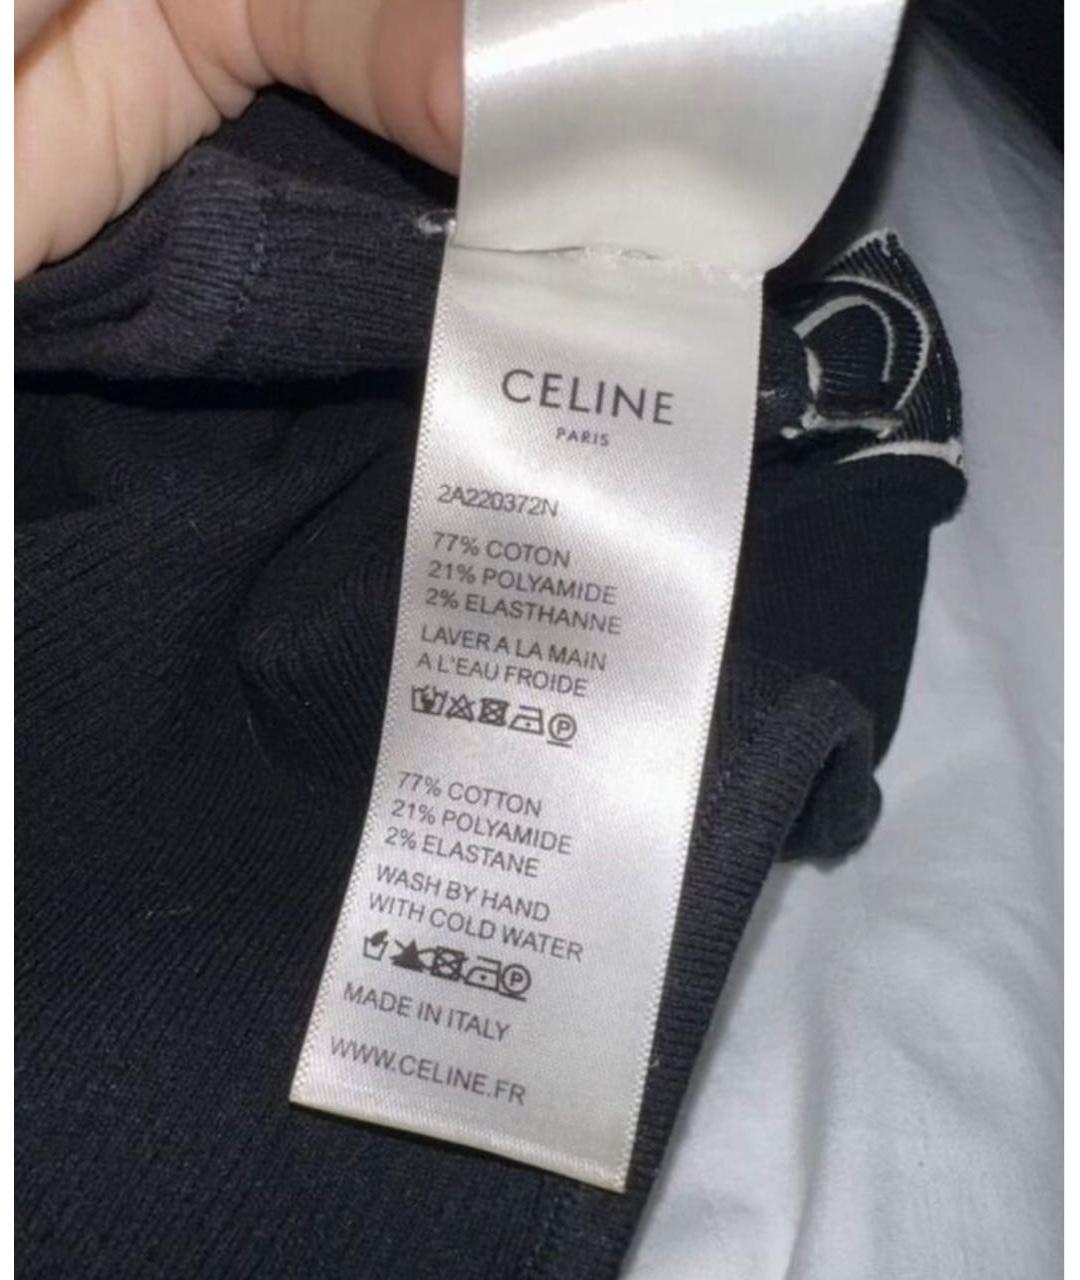 CELINE
PARIS
2A220372N
77% COTON
21% POLYAMIDE
2% ELASTHANNE
LAVER A LA MAIN
A L'EAU FROIDE
P
77% COTTON
21% POLYAMIDE
2% ELASTANE
WASH BY HAND
WITH COLD WATER
P
MADE IN ITALY
WWW.CELINE.FR